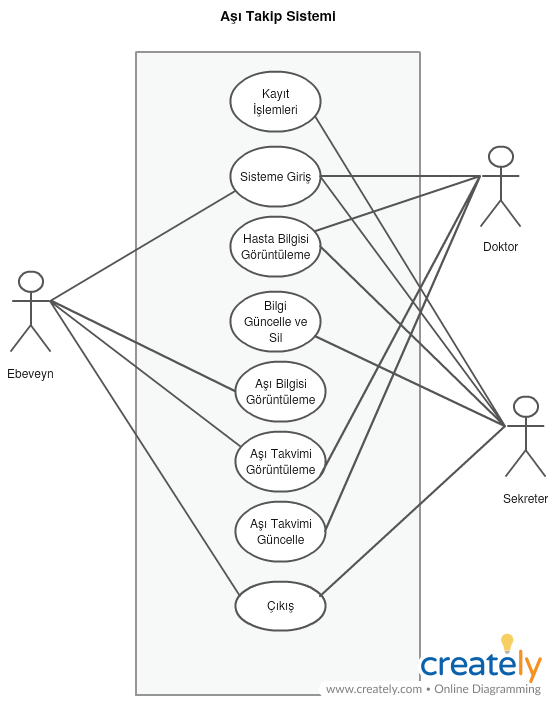 Aşı Takip Sistemi
Kayıt
İşlemleri
Sisteme Giriş
Hasta Bilgisi
Görüntüleme
Bilgi
Güncelle ve
Sil
Aşı Bilgisi
Görüntüleme
Aşı Takvimi
Görüntüleme
Aşı Takvimi
Güncelle
Çıkış
Ebeveyn
Doktor
Sekreter
creately
www.creately.com • Online Diagramming